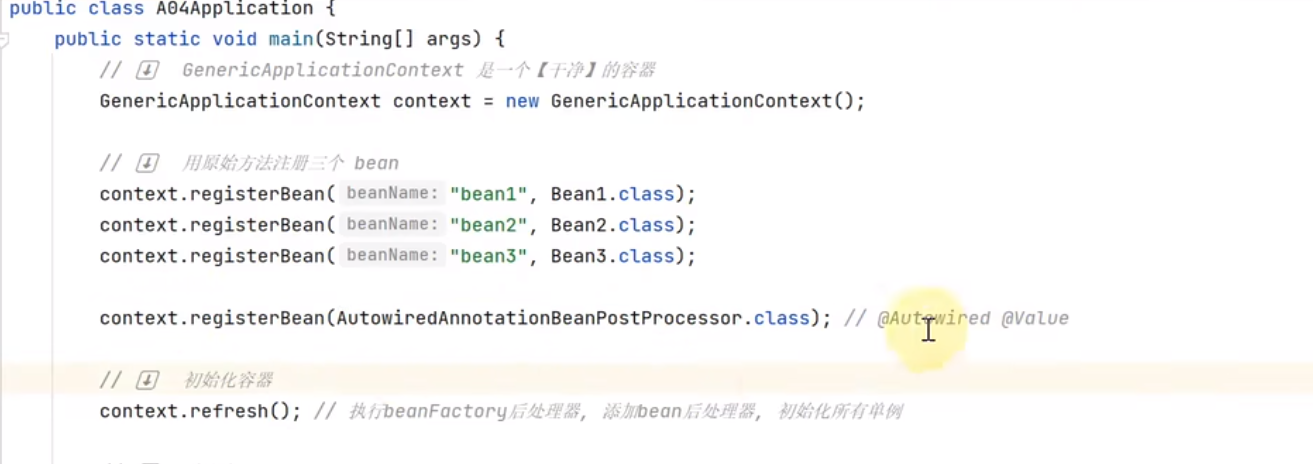 public class A04Application {
public static void main(String[] args) {
// GenericApplicationContext 是一个【干净】的容器
GenericApplicationContext context = new GenericApplicationContext();
// 用原始方法注册三个 bean
context.registerBean( beanName: "bean1", Bean1.class);
context.registerBean( beanName: "bean2", Bean2.class);
context.registerBean( beanName: "bean3", Bean3.class);
context.registerBean(AutowiredAnnotationBeanPostProcessor.class); // @Autowired @Value
// 初始化容器
context.refresh(); // 执行beanFactory后处理器, 添加bean后处理器, 初始化所有单例